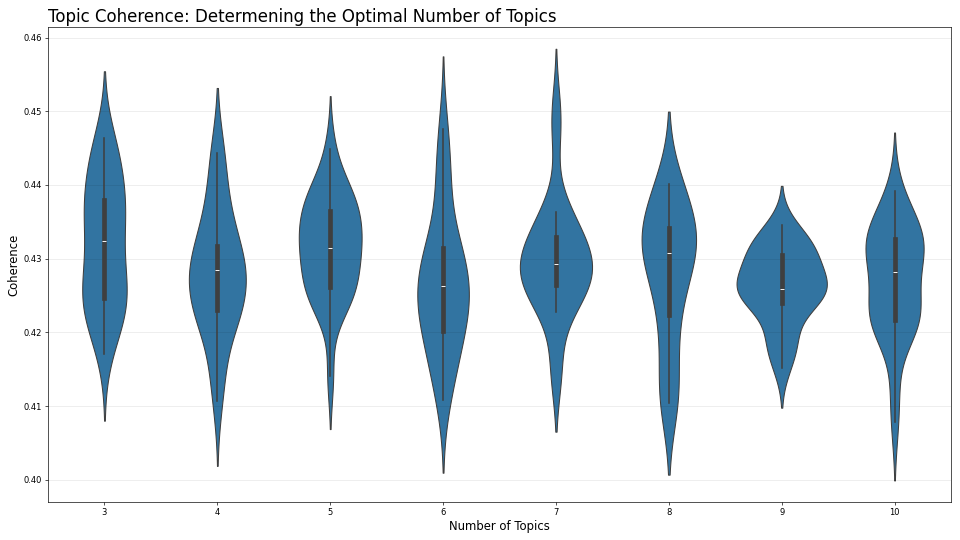 Topic Coherence: Determening the Optimal Number of Topics
0.46
0.45
0.44
0.43
0.42
0.41
0.40
Coherence
3 4 5 6 7 8 9 10
Number of Topics